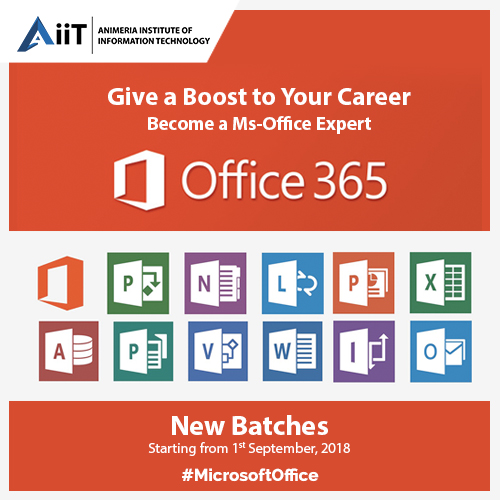 AiiT
ANIMERIA INSTITUTE OF
INFORMATION TECHNOLOGY
Give a Boost to Your Career
Become a Ms-Office Expert
Office 365
P N L P X
A P V W I O
New Batches
Starting from 1st September, 2018
#MicrosoftOffice